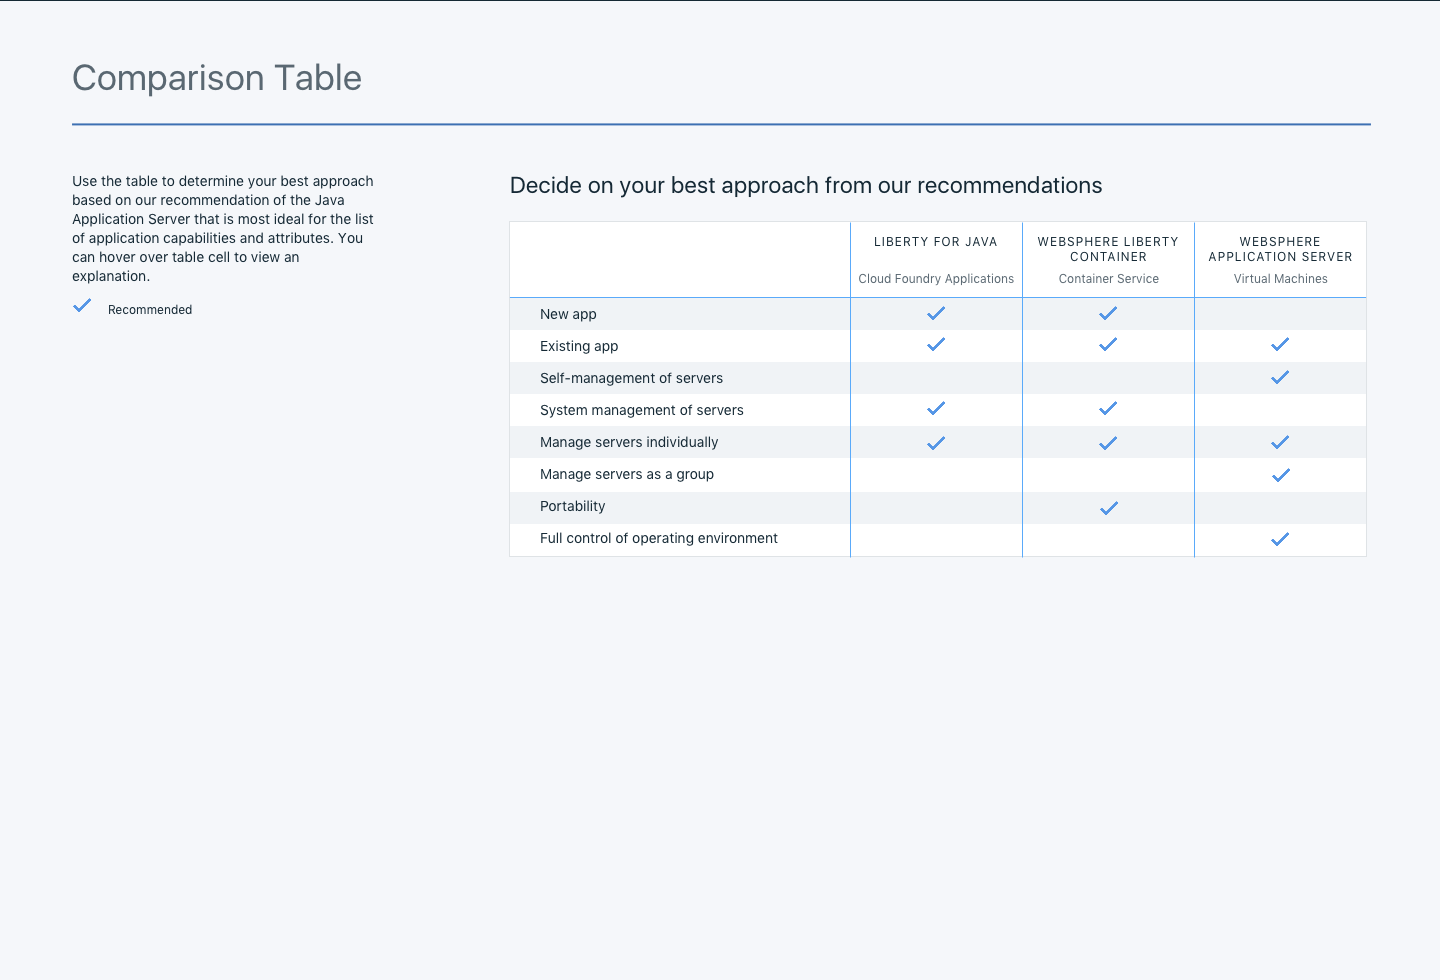 Comparison Table
Use the table to determine your best approach
based on our recommendation of the Java
Application Server that is most ideal for the list
of application capabilities and attributes. You
can hover over table cell to view an
explanation.
Recommended
Decide on your best approach from our recommendations
LIBERTY FOR JAVA
Cloud Foundry Applications
WEBSPHERE LIBERTY
CONTAINER
Container Service
WEBSPHERE
APPLICATION SERVER
Virtual Machines
New app
Existing app
Self-management of servers
System management of servers
Manage servers individually
Manage servers as a group
Portability
Full control of operating environment